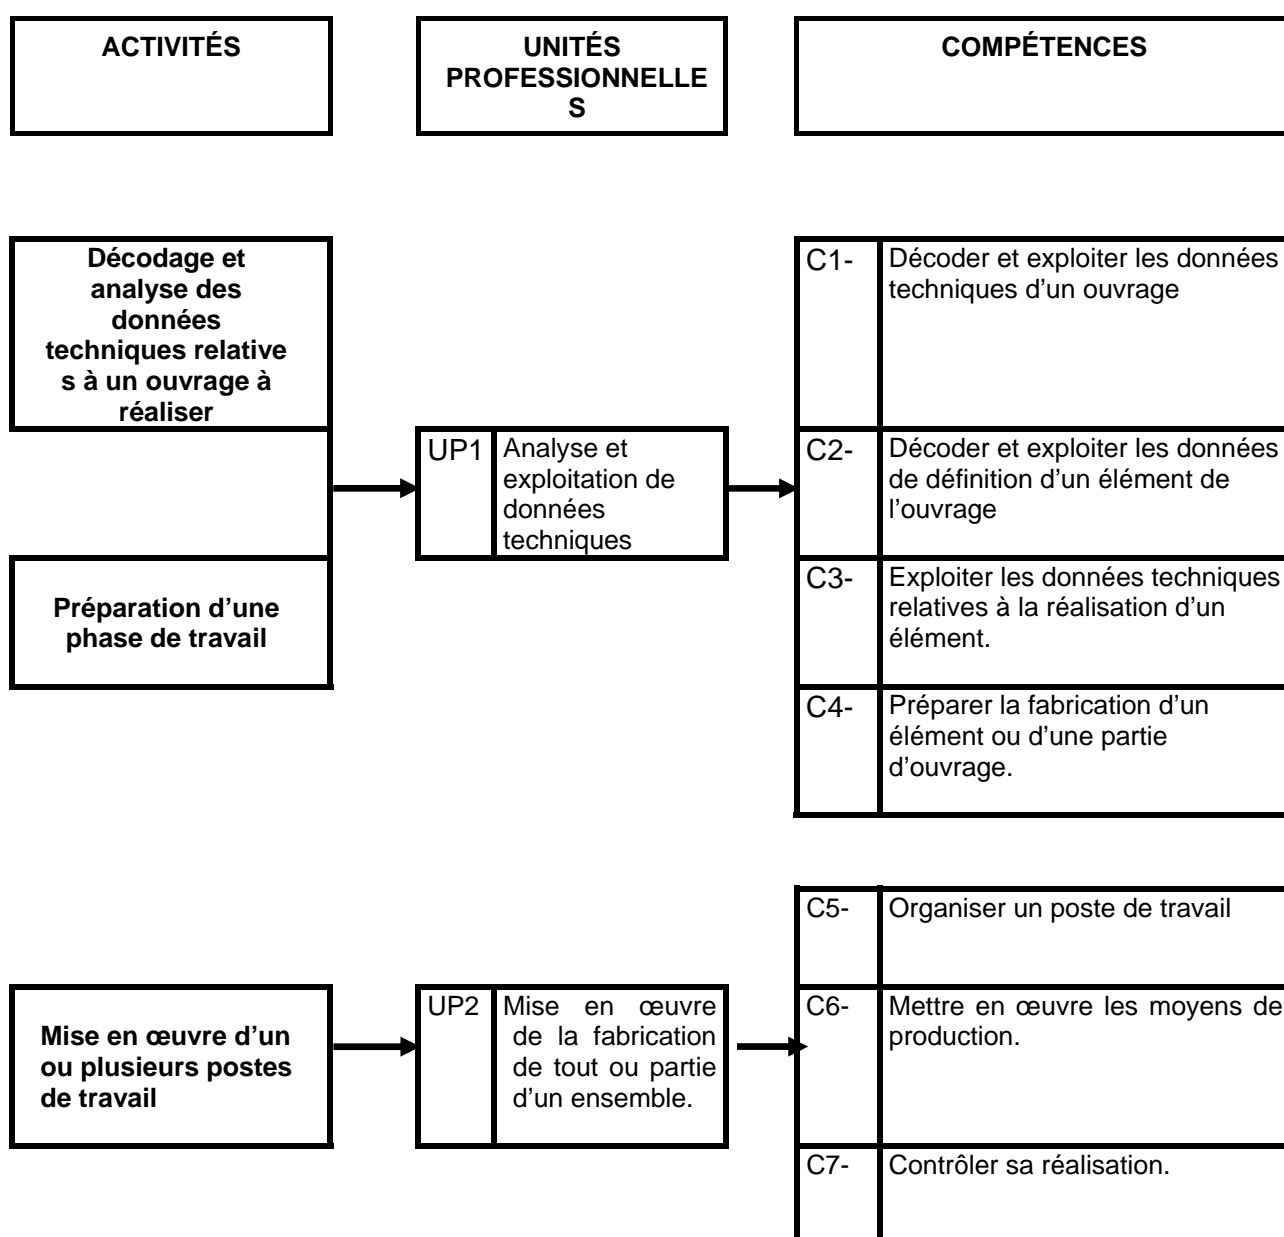 ACTIVITÉS
UNITÉS
PROFESSIONNELLE
S
COMPÉTENCES
Décodage et
analyse des
données
techniques relative
s à un ouvrage à
réaliser
Préparation d’une
phase de travail
UP1
Analyse et
exploitation de
données
techniques
C1-
Décoder et exploiter les données
techniques d’un ouvrage
C2-
Décoder et exploiter les données
de définition d’un élément de
l’ouvrage
C3-
Exploiter les données techniques
relatives à la réalisation d’un
élément.
C4-
Préparer la fabrication d’un
élément ou d’une partie
d’ouvrage.
Mise en œuvre d’un
ou plusieurs postes
de travail
UP2
Mise en œuvre
de la fabrication
de tout ou partie
d’un ensemble.
C5-
Organiser un poste de travail
C6-
Mettre en œuvre les moyens de
production.
C7-
Contrôler sa réalisation.